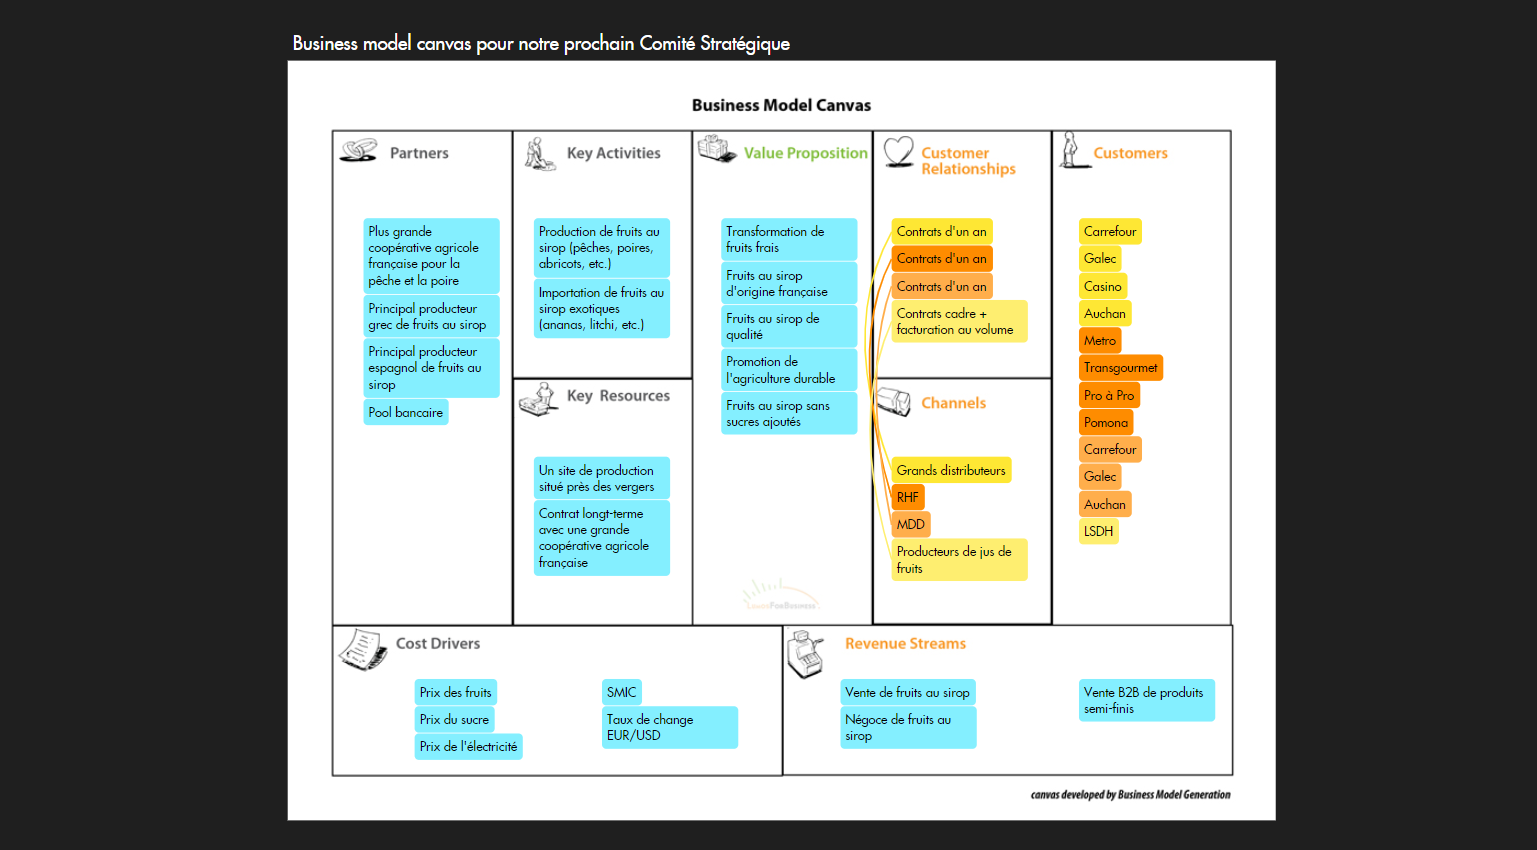 Business model canvas pour notre prochain Comité Stratégique
Business Model Canvas
Partners
Plus grande
coopérative agricole
française pour la
pêche et la poire
Principal producteur
grec de fruits au sirop
Principal producteur
espagnol de fruits au
sirop
Pool bancaire
Key Activities
Production de fruits au
sirop (pêches, poires,
abricots, etc.)
Importation de fruits au
sirop exotiques
(ananas, litchi, etc.)
Key Resources
Un site de production
situé près des vergers
Contrat longt-terme
avec une grande
coopérative agricole
française
Value Proposition
Transformation de
fruits frais
Fruits au sirop
d'origine française
Fruits au sirop de
qualité
Promotion de
l'agriculture durable
Fruits au sirop sans
sucres ajoutés
Customer
Relationships
Contrats d'un an
Contrats d'un an
Contrats d'un an
Contrats cadre +
facturation au volume
Channels
Grands distributeurs
RHF
MDD
Producteurs de jus de
fruits
Customers
Carrefour
Galec
Casino
Auchan
Metro
Transgourmet
Pro à Pro
Pomona
Carrefour
Galec
Auchan
LSDH
Cost Drivers
Prix des fruits
Prix du sucre
Prix de l'électricité
SMIC
Taux de change
EUR/USD
Revenue Streams
Vente de fruits au sirop
Négoce de fruits au
sirop
Vente B2B de produits
semi-finis
canvas developed by Business Model Generation